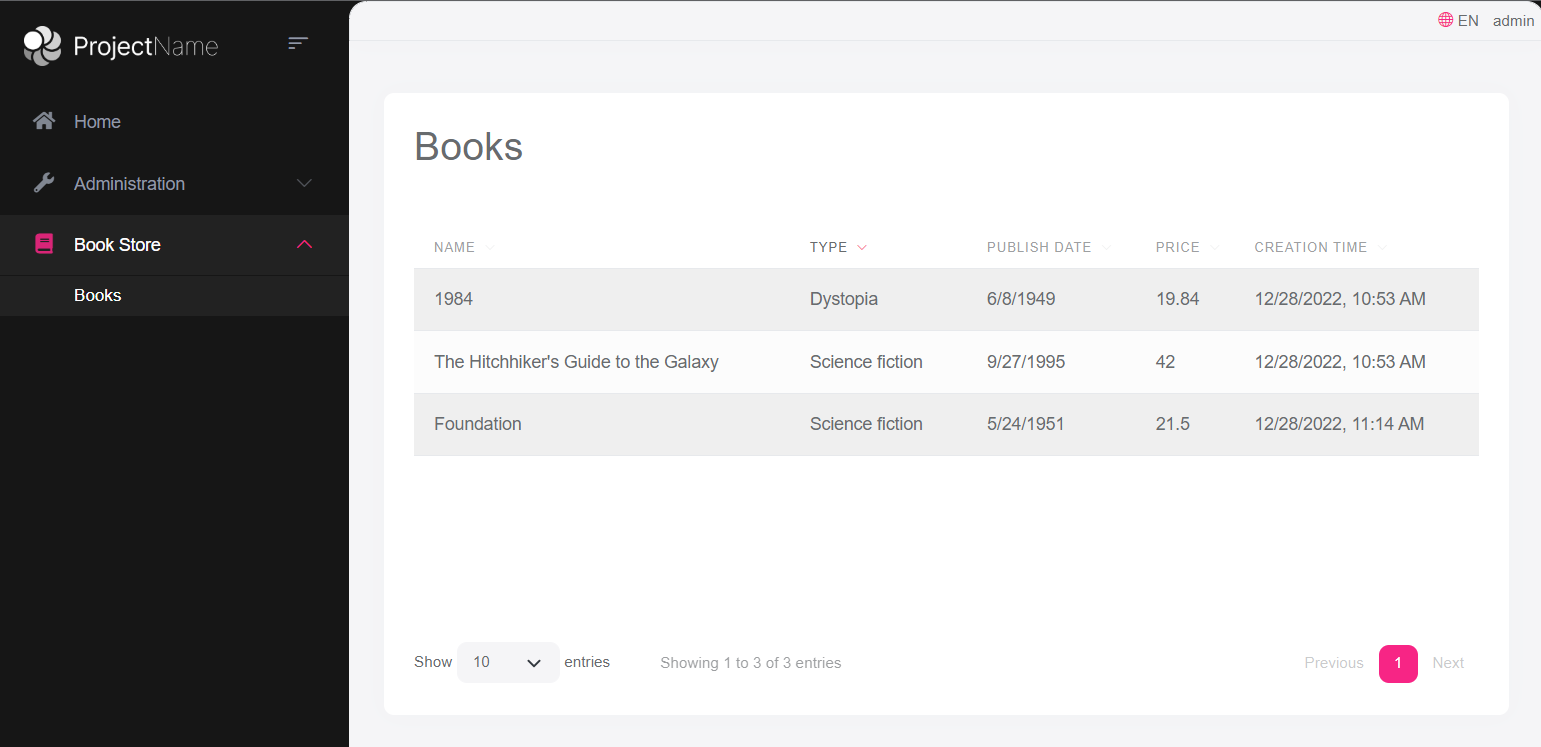 EN admin
ProjectName
Home
Administration
Book Store
Books
Books
NAME TYPE PUBLISH DATE PRICE CREATION TIME
1984 Dystopia 6/8/1949 19.84 12/28/2022, 10:53 AM
The Hitchhiker's Guide to the Galaxy Science fiction 9/27/1995 42 12/28/2022, 10:53 AM
Foundation Science fiction 5/24/1951 21.5 12/28/2022, 11:14 AM
Show 10 entries Showing 1 to 3 of 3 entries Previous 1 Next